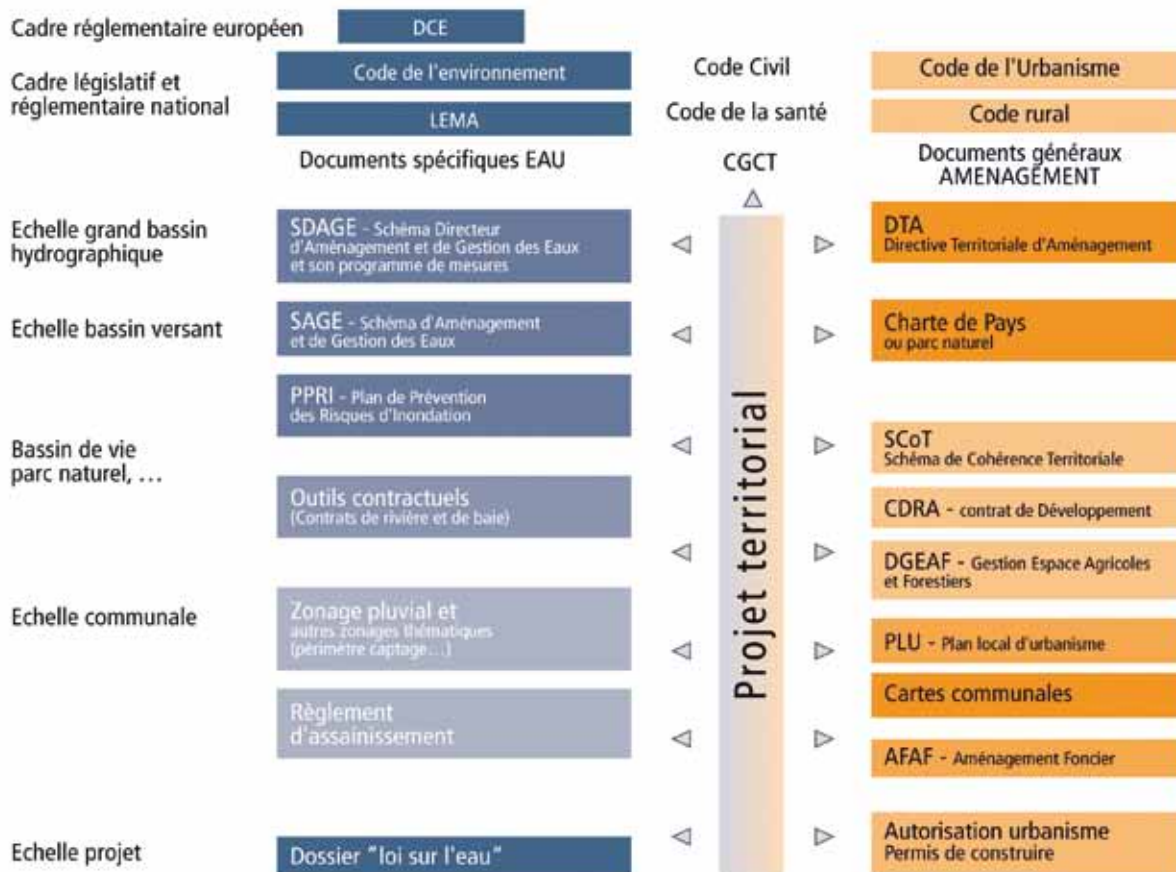 Cadre réglementaire européen
DCE
Cadre législatif et
réglementaire national
Code de l'environnement
Code Civil
Code de l'Urbanisme
LEMA
Code de la santé
Code rural
Documents spécifiques EAU
CGCT
Documents généraux
AMENAGEMENT
Echelle grand bassin
hydrographique
SDAGE - Schéma Directeur
d'Aménagement et de Gestion des Eaux
et son programme de mesures
DTA
Directive Territoriale d'Aménagement
Echelle bassin versant
SAGE - Schéma d'Aménagement
et de Gestion des Eaux
Charte de Pays
ou parc naturel
PPRI - Plan de Prévention
des Risques d'Inondation
Bassin de vie
parc naturel, ...
SCoT
Schéma de Cohérence Territoriale
Outils contractuels
(Contrats de rivière et de baie)
CDRA - contrat de Développement
DGEAF - Gestion Espace Agricoles
et Forestiers
Projet territorial
Echelle communale
Zonage pluvial et
autres zonages thématiques
(périmètre captage...)
PLU - Plan local d'urbanisme
Cartes communales
Règlement
d'assainissement
AFAF - Aménagement Foncier
Echelle projet
Dossier "loi sur l'eau"
Autorisation urbanisme
Permis de construire